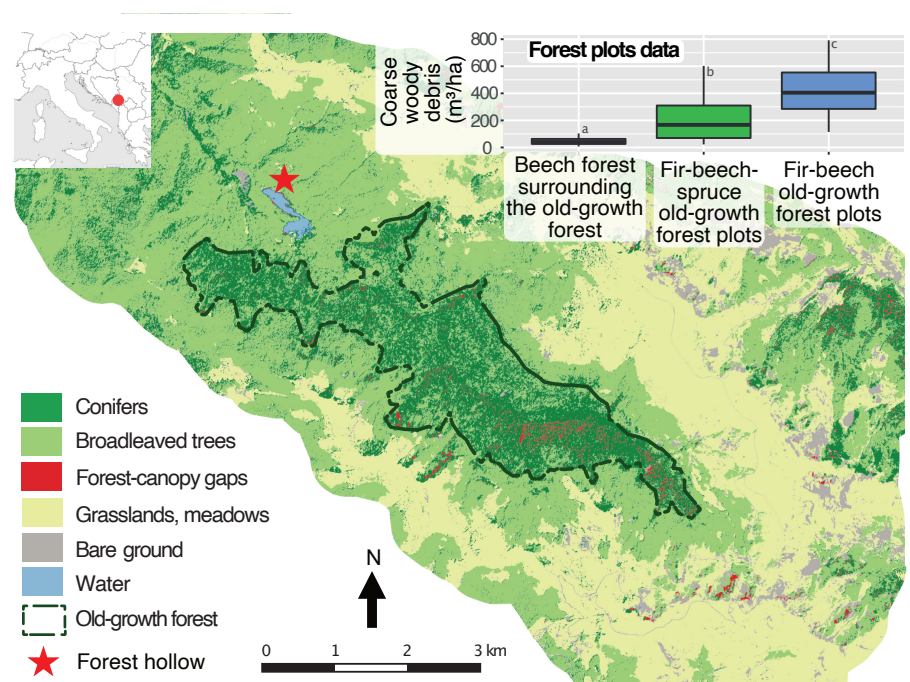 Forest plots data
Coarse
woody
debris
(m³/ha)
800
600
400
200
0
a
b
c
Beech forest
surrounding
the old-growth
forest
Fir-beech-
spruce
old-growth
forest plots
Fir-beech
old-growth
forest plots
Conifers
Broadleaved trees
Forest-canopy gaps
Grasslands, meadows
Bare ground
Water
Old-growth forest
Forest hollow
N
0 1 2 3 km